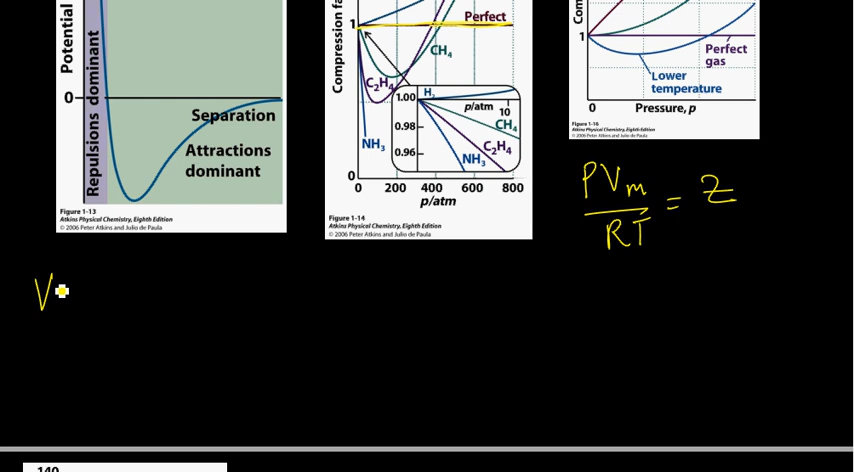 Potential
0
Repulsions dominant
Separation
Attractions
dominant
Figure 1-13
Atkins Physical Chemistry, Eighth Edition
© 2006 Peter Atkins and Julio de Paula
Compression fa
1
Perfect
CH4
C2H4
NH3
H2
1.00
p/atm
10
0.98
CH4
0.96
C2H4
NH3
0
0 200 400 600 800
p/atm
Figure 1-14
Atkins Physical Chemistry, Eighth Edition
© 2006 Peter Atkins and Julio de Paula
Com
1
Perfect
gas
Lower
temperature
0
Pressure, p
Figure 1-16
Atkins Physical Chemistry, Eighth Edition
© 2006 Peter Atkins and Julio de Paula
PVm
RT
= Z
V
140